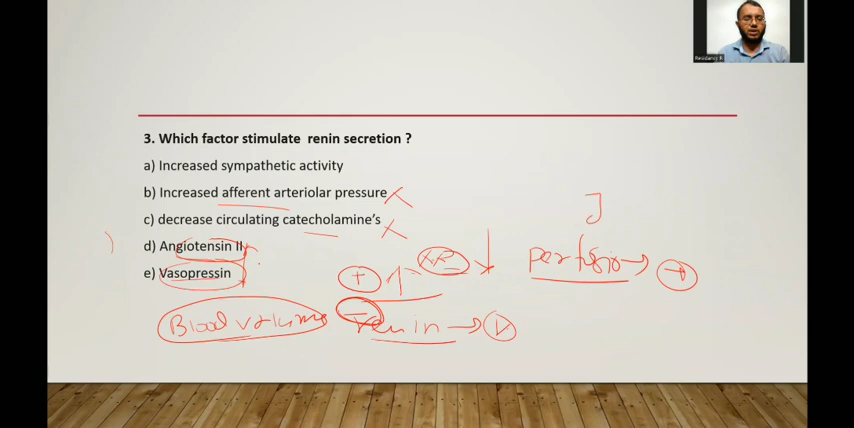 Residency R
3. Which factor stimulate renin secretion ?
a) Increased sympathetic activity
b) Increased afferent arteriolar pressure
c) decrease circulating catecholamine's
d) Angiotensin II
e) Vasopressin
perfusio
Blood volume
renin